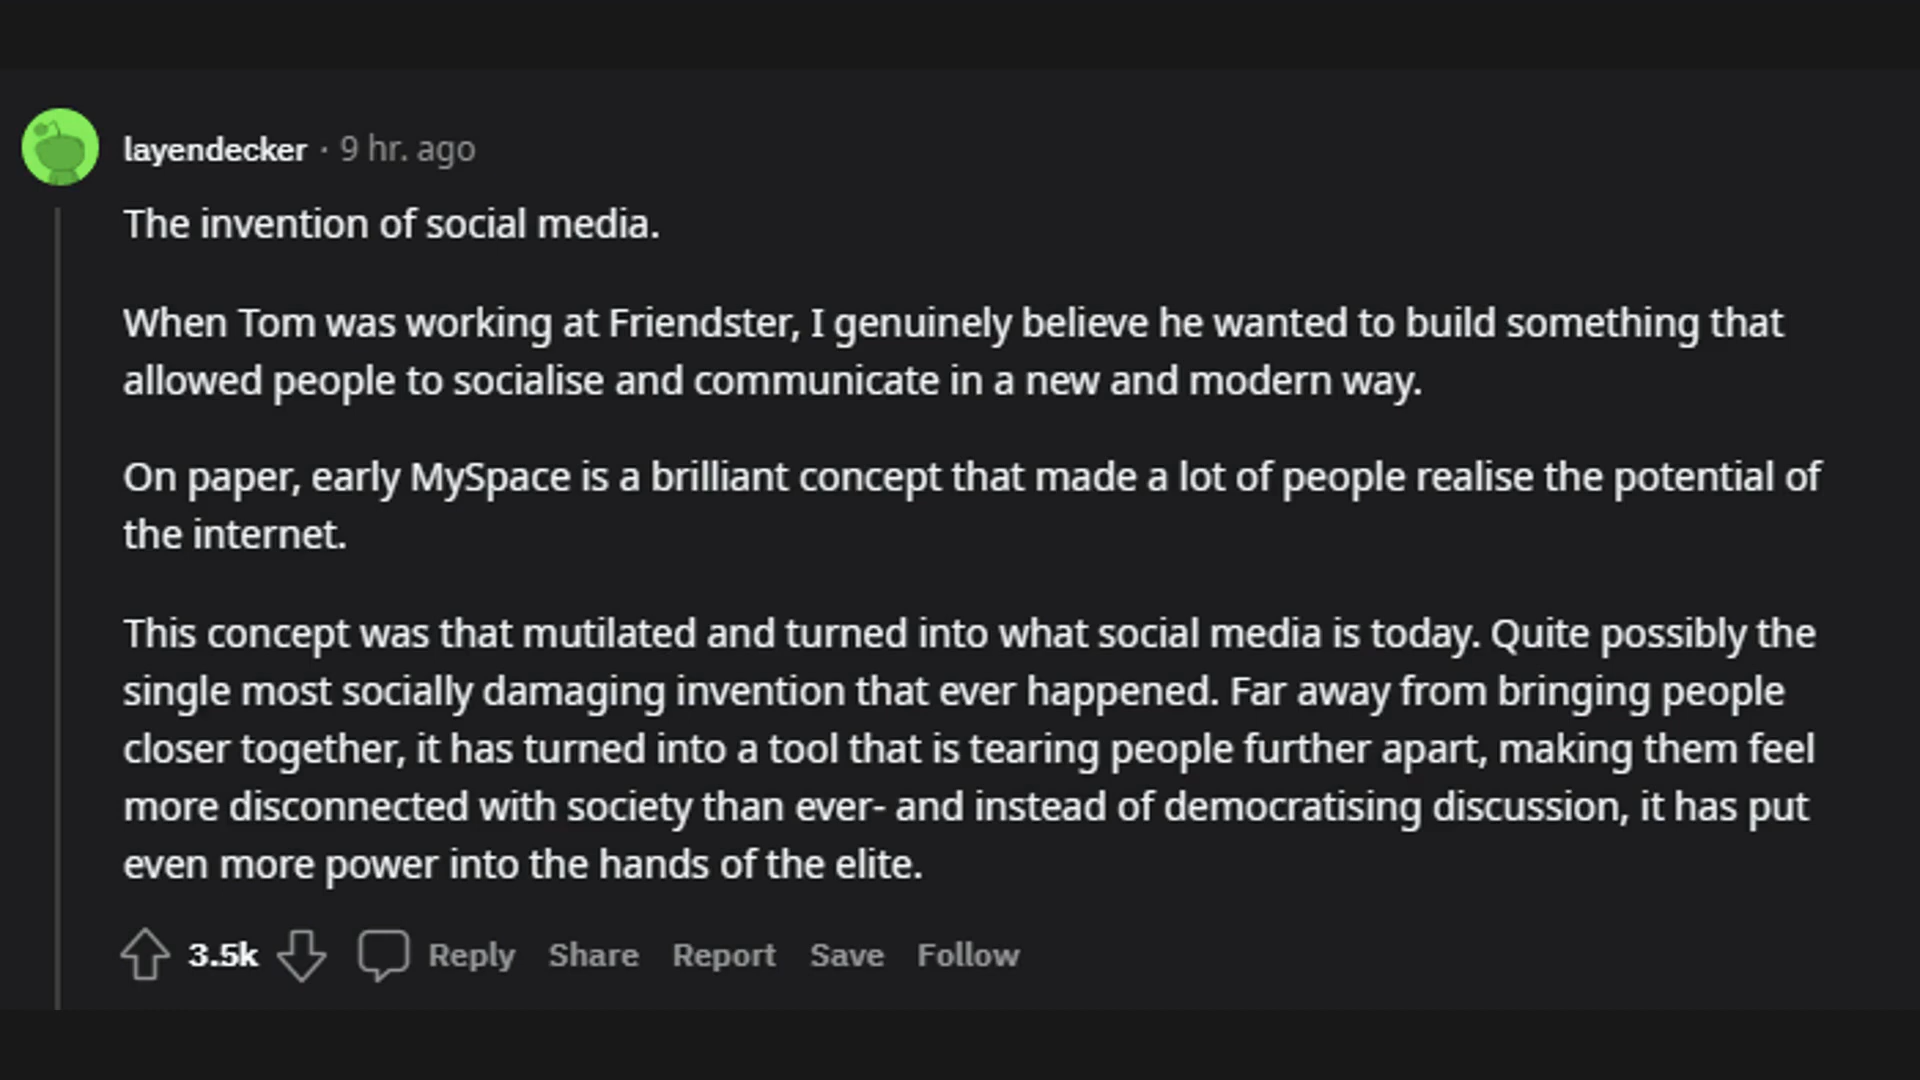 layendecker · 9 hr. ago
The invention of social media.
When Tom was working at Friendster, I genuinely believe he wanted to build something that
allowed people to socialise and communicate in a new and modern way.
On paper, early MySpace is a brilliant concept that made a lot of people realise the potential of
the internet.
This concept was that mutilated and turned into what social media is today. Quite possibly the
single most socially damaging invention that ever happened. Far away from bringing people
closer together, it has turned into a tool that is tearing people further apart, making them feel
more disconnected with society than ever- and instead of democratising discussion, it has put
even more power into the hands of the elite.
3.5k Reply Share Report Save Follow